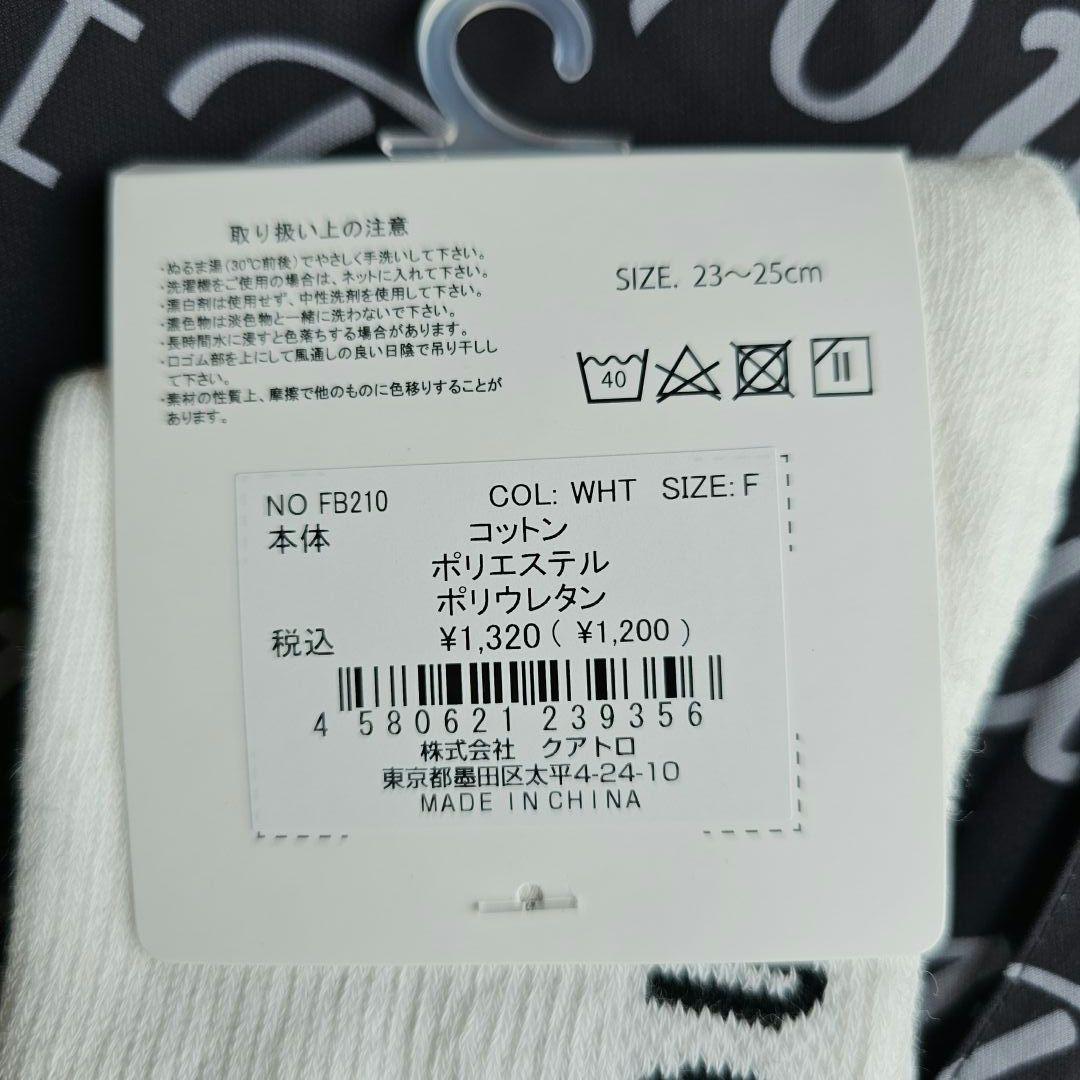 取り扱い上の注意
・ぬるま湯(30℃前後)でやさしく手洗いして下さい。
・洗濯機をご使用の場合は、ネットに入れて下さい。
・漂白剤は使用せず、中性洗剤を使用して下さい。
・濃色物は淡色物と一緒に洗わないで下さい。
・長時間水に浸すと色落ちする場合があります。
・口ゴム部を上にして風通しの良い日陰で吊り干しし
て下さい。
・素材の性質上、摩擦で他のものに色移りすることが
あります。
SIZE. 23～25cm
40
NO FB210 COL: WHT SIZE: F
本体 コットン
ポリエステル
ポリウレタン
税込 ¥1,320 ( ¥1,200 )
4 580621 239356
株式会社 クアトロ
東京都墨田区太平4-24-10
MADE IN CHINA